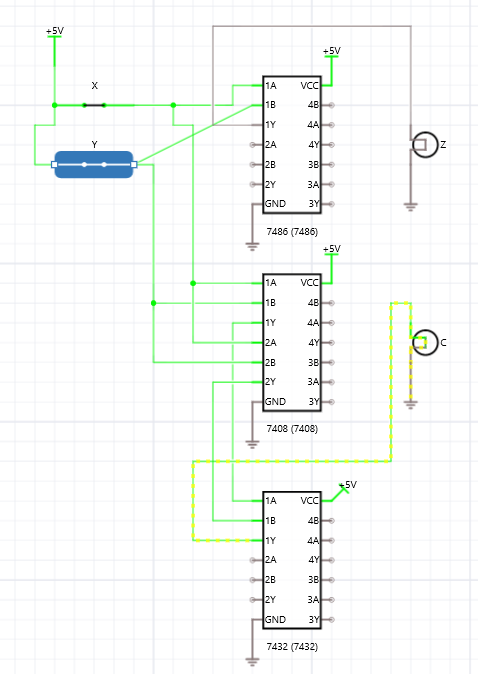 +5V
X
Y
+5V
1A VCC
1B 4B
1Y 4A
2A 4Y
2B 3B
2Y 3A
GND 3Y
7486 (7486)
Z
+5V
1A VCC
1B 4B
1Y 4A
2A 4Y
2B 3B
2Y 3A
GND 3Y
7408 (7408)
C
+5V
1A VCC
1B 4B
1Y 4A
2A 4Y
2B 3B
2Y 3A
GND 3Y
7432 (7432)